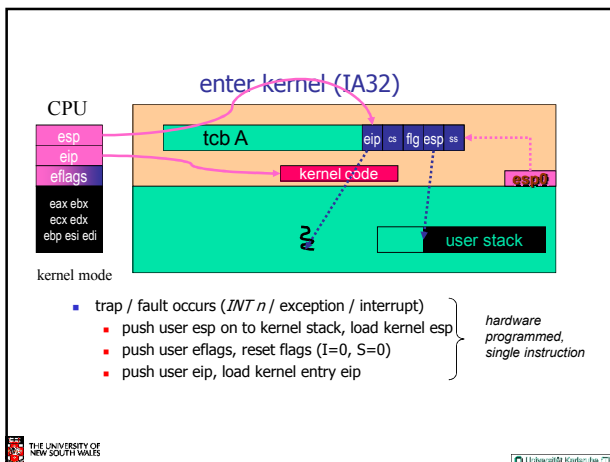 enter kernel (IA32)
CPU
esp
eip
eflags
eax ebx
ecx edx
ebp esi edi
kernel mode
tcb A
eip cs flg esp ss
kernel code
esp0
user stack
trap / fault occurs (INT n / exception / interrupt)
push user esp on to kernel stack, load kernel esp
push user eflags, reset flags (I=0, S=0)
push user eip, load kernel entry eip
hardware
programmed,
single instruction
THE UNIVERSITY OF
NEW SOUTH WALES
Universität Karlsruhe